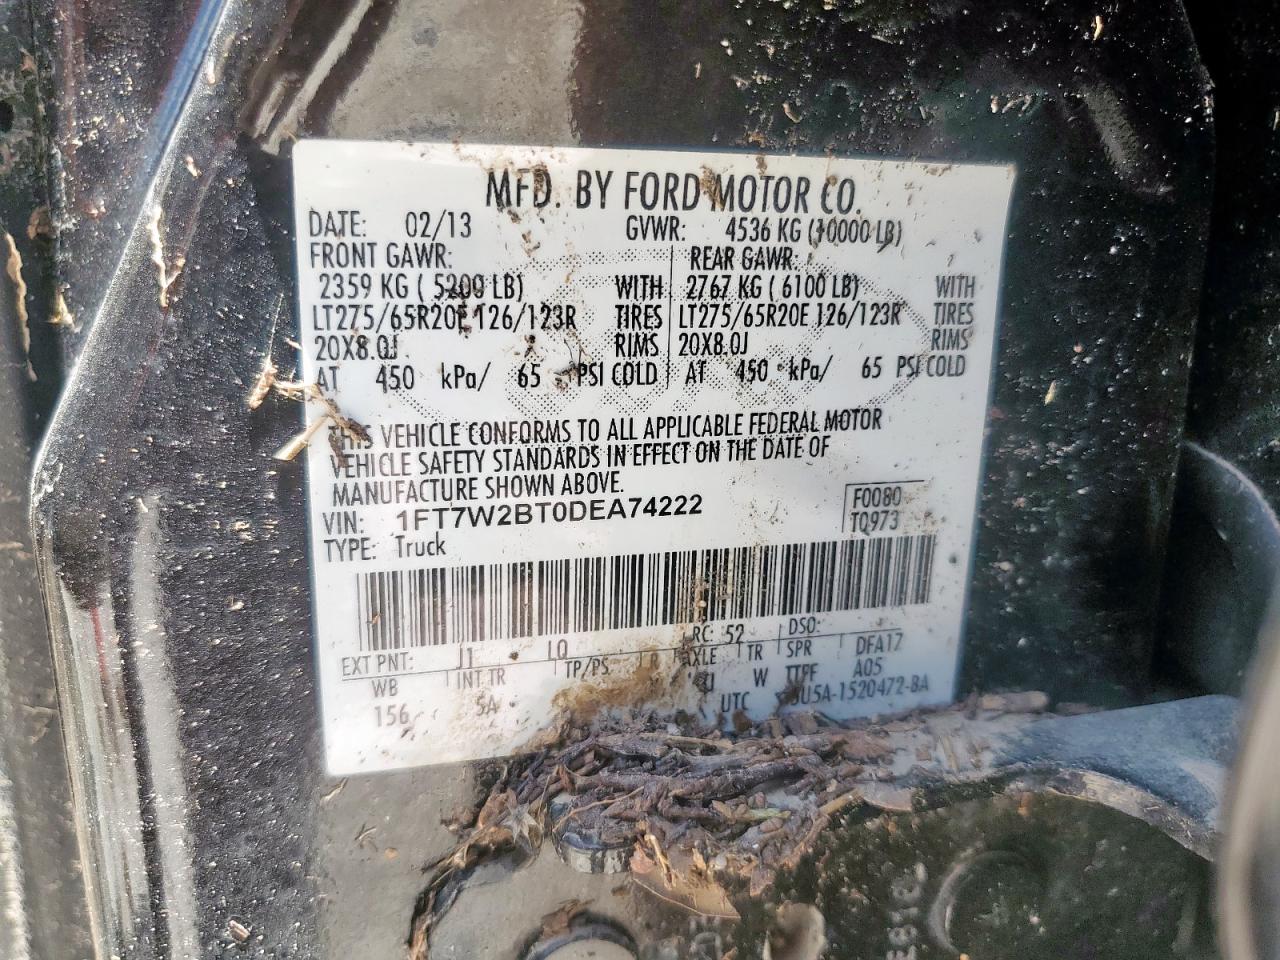 MFD. BY FORD MOTOR CO.
DATE: 02/13 GVWR: 4536 KG (10000 LB)
FRONT GAWR: REAR GAWR:
2359 KG ( 5200 LB) WITH 2767 KG ( 6100 LB) WITH
LT275/65R20E 126/123R TIRES LT275/65R20E 126/123R TIRES
20X8.0J RIMS 20X8.0J RIMS
AT 450 kPa/ 65 PSI COLD AT 450 kPa/ 65 PSI COLD
THIS VEHICLE CONFORMS TO ALL APPLICABLE FEDERAL MOTOR
VEHICLE SAFETY STANDARDS IN EFFECT ON THE DATE OF
MANUFACTURE SHOWN ABOVE.
VIN: 1FT7W2BT0DEA74222 F0080
TYPE: Truck TQ973
EXT PNT: J1 RC: 52 DSO:
WB INT TR TP/PS R AXLE TR SPR DFA17
156 5A W TTPF A05
UTC 5U5A-1520472-BA